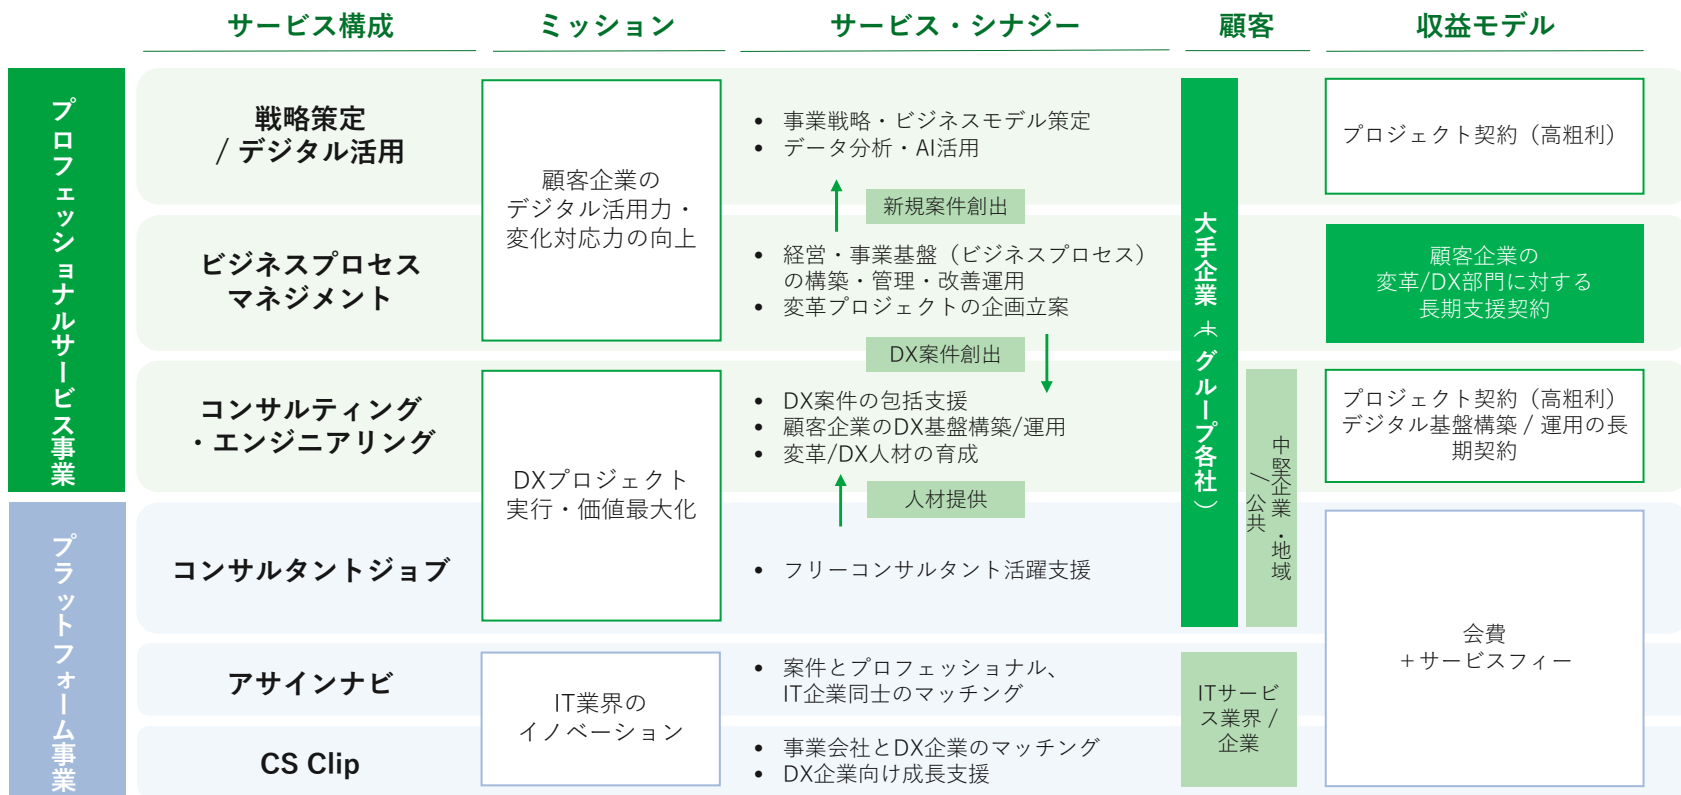 サービス構成
ミッション
サービス・シナジー
顧客
収益モデル
プロフェッショナルサービス事業
戦略策定
/ デジタル活用
顧客企業の
デジタル活用力・
変化対応力の向上
• 事業戦略・ビジネスモデル策定
• データ分析・AI活用
新規案件創出
大手企業（＋グループ各社）
プロジェクト契約（高粗利）
ビジネスプロセス
マネジメント
• 経営・事業基盤（ビジネスプロセス）
の構築・管理・改善運用
• 変革プロジェクトの企画立案
DX案件創出
顧客企業の
変革/DX部門に対する
長期支援契約
コンサルティング
・エンジニアリング
DXプロジェクト
実行・価値最大化
• DX案件の包括支援
• 顧客企業のDX基盤構築/運用
• 変革/DX人材の育成
人材提供
中堅企業・地域
/ 公共
プロジェクト契約（高粗利）
デジタル基盤構築 / 運用の長
期契約
プラットフォーム事業
コンサルタントジョブ
• フリーコンサルタント活躍支援
会費
＋サービスフィー
アサインナビ
IT業界の
イノベーション
• 案件とプロフェッショナル、
IT企業同士のマッチング
ITサービ
ス業界 /
企業
CS Clip
• 事業会社とDX企業のマッチング
• DX企業向け成長支援